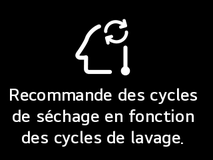 Recommande des cycles
de séchage en fonction
des cycles de lavage.